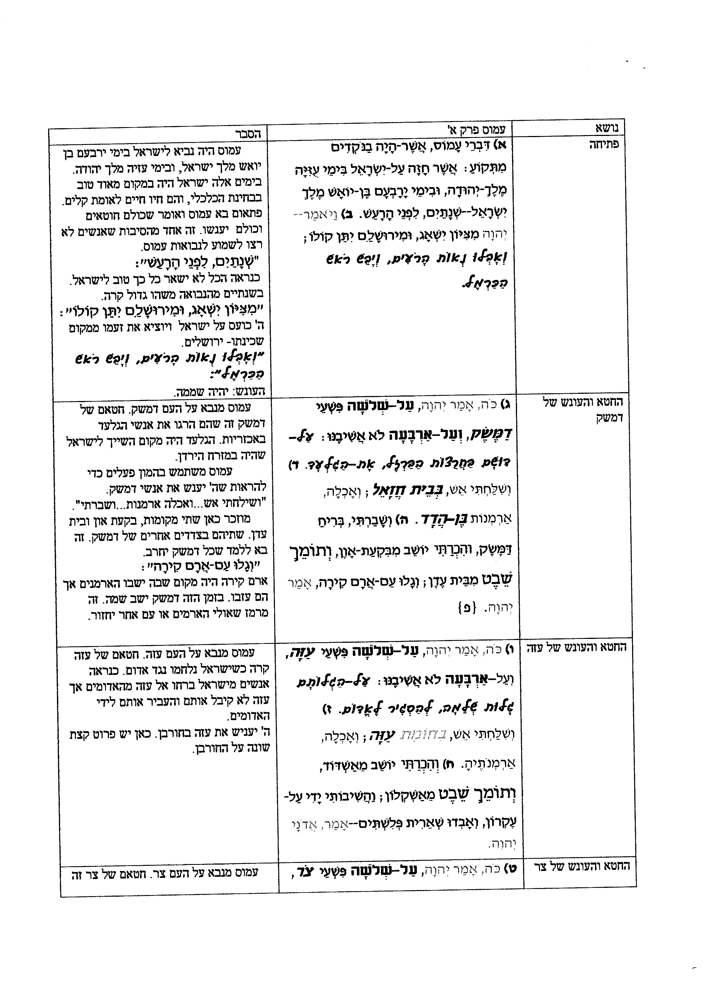 נושא
עמוס פרק א'
הסבר
פתיחה
א) דִּבְרֵי עָמוֹס, אֲשֶׁר-הָיָה בַנֹּקְדִים
מִתְּקוֹעַ: אֲשֶׁר חָזָה עַל-יִשְׂרָאֵל בִּימֵי עֻזִּיָּה
מֶלֶךְ-יְהוּדָה, וּבִימֵי יָרָבְעָם בֶּן-יוֹאָשׁ מֶלֶךְ
יִשְׂרָאֵל--שְׁנָתַיִם, לִפְנֵי הָרָעַשׁ. ב) וַיֹּאמַר--
יְהוָה מִצִּיּוֹן יִשְׁאָג, וּמִירוּשָׁלִַם יִתֵּן קוֹלוֹ;
וְאָבְלוּ נְאוֹת הָרֹעִים, וְיָבֵשׁ רֹאשׁ
הַכַּרְמֶל.
עמוס היה נביא לישראל בימי ירבעם בן
יואש מלך ישראל, ובימי עזיה מלך יהודה.
בימים אלה ישראל היה במקום מאוד טוב
בבחינת הכלכלי, והם חיו חיים לאומת קלים.
פתאום בא עמוס ואומר שכולם חוטאים
וכולם יענשו. זה אחד מהסיבות שאנשים לא
רצו לשמוע לנבואות עמוס.
"שְׁנָתַיִם, לִפְנֵי הָרָעַשׁ":
כנראה הכל לא ישאר כל כך טוב לישראל.
בשנתיים מהנבואה משהו גדול קרה.
"מִצִּיּוֹן יִשְׁאָג, וּמִירוּשָׁלִַם יִתֵּן קוֹלוֹ":
ה' כועס על ישראל ויוציא את זעמו ממקום
שכינתו- ירושלים.
"וְאָבְלוּ נְאוֹת הָרֹעִים, וְיָבֵשׁ רֹאשׁ
הַכַּרְמֶל":
העונש: יהיה שממה.
החטא והעונש של
דמשק
ג) כֹּה, אָמַר יְהוָה, עַל–שְׁלֹשָׁה פִּשְׁעֵי
דַמֶּשֶׂק, וְעַל–אַרְבָּעָה לֹא אֲשִׁיבֶנּוּ: עַל–
דּוּשָׁם בַּחֲרֻצוֹת הַבַּרְזֶל, אֶת–הַגִּלְעָד. ד)
וְשִׁלַּחְתִּי אֵשׁ, בְּבֵית חֲזָאֵל; וְאָכְלָה,
אַרְמְנוֹת בֶּן–הֲדָד. ה) וְשָׁבַרְתִּי, בְּרִיחַ
דַּמֶּשֶׂק, וְהִכְרַתִּי יוֹשֵׁב מִבִּקְעַת-אָוֶן, וְתוֹמֵךְ
שֵׁבֶט מִבֵּית עֶדֶן; וְגָלוּ עַם-אֲרָם קִירָה, אָמַר
יְהוָה. {פ}
עמוס מנבא על העם דמשק. חטאם של
דמשק זה שהם הרגו את אנשי הגלעד
באכזריות. הגלעד היה מקום השייך לישראל
שהיה במזרח הירדן.
עמוס משתמש בהמון פעלים כדי
להראות שה' יענש את אנשי דמשק.
"ושילחתי אש...ואכלה ארמנות...ושברתי".
מוזכר כאן שתי מקומות, בקעת און ובית
עדן. שתיהם בצדדים אחרים של דמשק. זה
בא ללמד שכל דמשק יחרב.
"וְגָלוּ עַם-אֲרָם קִירָה":
ארם קירה היה מקום שבה ישבו הארמנים אך
הם עזבו. בזמן הזה דמשק ישב שמה. זה
מרמז שאולי הארמים או עם אחר יחזור.
החטא והעונש של עזה
ו) כֹּה, אָמַר יְהוָה, עַל–שְׁלֹשָׁה פִּשְׁעֵי עַזָּה,
וְעַל–אַרְבָּעָה לֹא אֲשִׁיבֶנּוּ: עַל–הַגְלוֹתָם
גָּלוּת שְׁלֵמָה, לְהַסְגִּיר לֶאֱדוֹם. ז)
וְשִׁלַּחְתִּי אֵשׁ, בְּחוֹמַת עַזָּה; וְאָכְלָה,
אַרְמְנֹתֶיהָ. ח) וְהִכְרַתִּי יוֹשֵׁב מֵאַשְׁדּוֹד,
וְתוֹמֵךְ שֵׁבֶט מֵאַשְׁקְלוֹן; וַהֲשִׁיבוֹתִי יָדִי עַל-
עֶקְרוֹן, וְאָבְדוּ שְׁאֵרִית פְּלִשְׁתִּים--אָמַר, אֲדֹנָי
יְהוִה.
עמוס מנבא על העם עזה. חטאם של עזה
קרה כשישראל נלחמו נגד אדום. כנראה
אנשים מישראל ברחו אל עזה מהאדומים אך
עזה לא קיבל אותם והעביר אותם לידי
האדומים.
ה' יעניש את עזה בחורבן. כאן יש פרוט קצת
שונה על החורבן.
החטא והעונש של צר
ט) כֹּה, אָמַר יְהוָה, עַל–שְׁלֹשָׁה פִּשְׁעֵי צֹר,
עמוס מנבא על העם צר. חטאם של צר זה